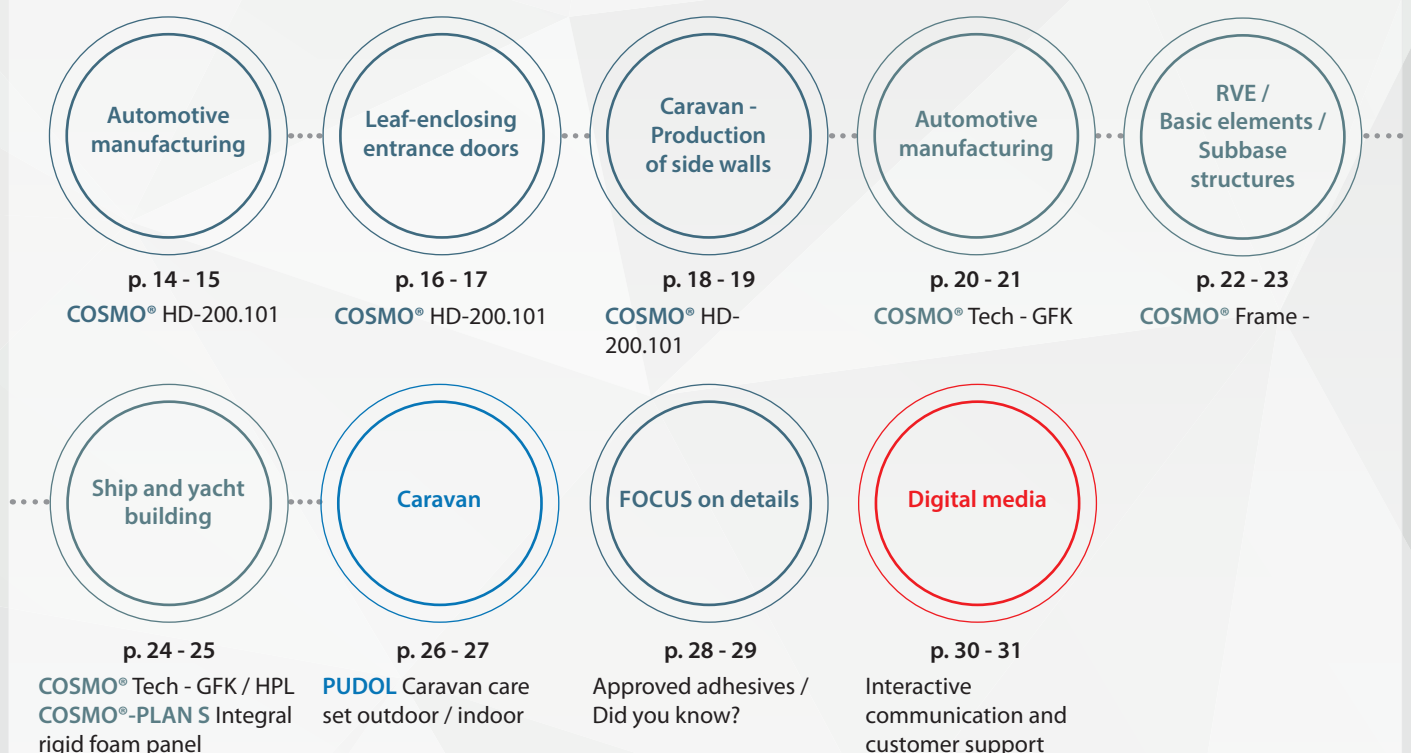 Automotive
manufacturing
p. 14 - 15
COSMO® HD-200.101
Leaf-enclosing
entrance doors
p. 16 - 17
COSMO® HD-200.101
Caravan -
Production
of side walls
p. 18 - 19
COSMO® HD-
200.101
Automotive
manufacturing
p. 20 - 21
COSMO® Tech - GFK
RVE /
Basic elements /
Subbase
structures
p. 22 - 23
COSMO® Frame -
Ship and yacht
building
p. 24 - 25
COSMO® Tech - GFK / HPL
COSMO®-PLAN S Integral
rigid foam panel
Caravan
p. 26 - 27
PUDOL Caravan care
set outdoor / indoor
FOCUS on details
p. 28 - 29
Approved adhesives /
Did you know?
Digital media
p. 30 - 31
Interactive
communication and
customer support